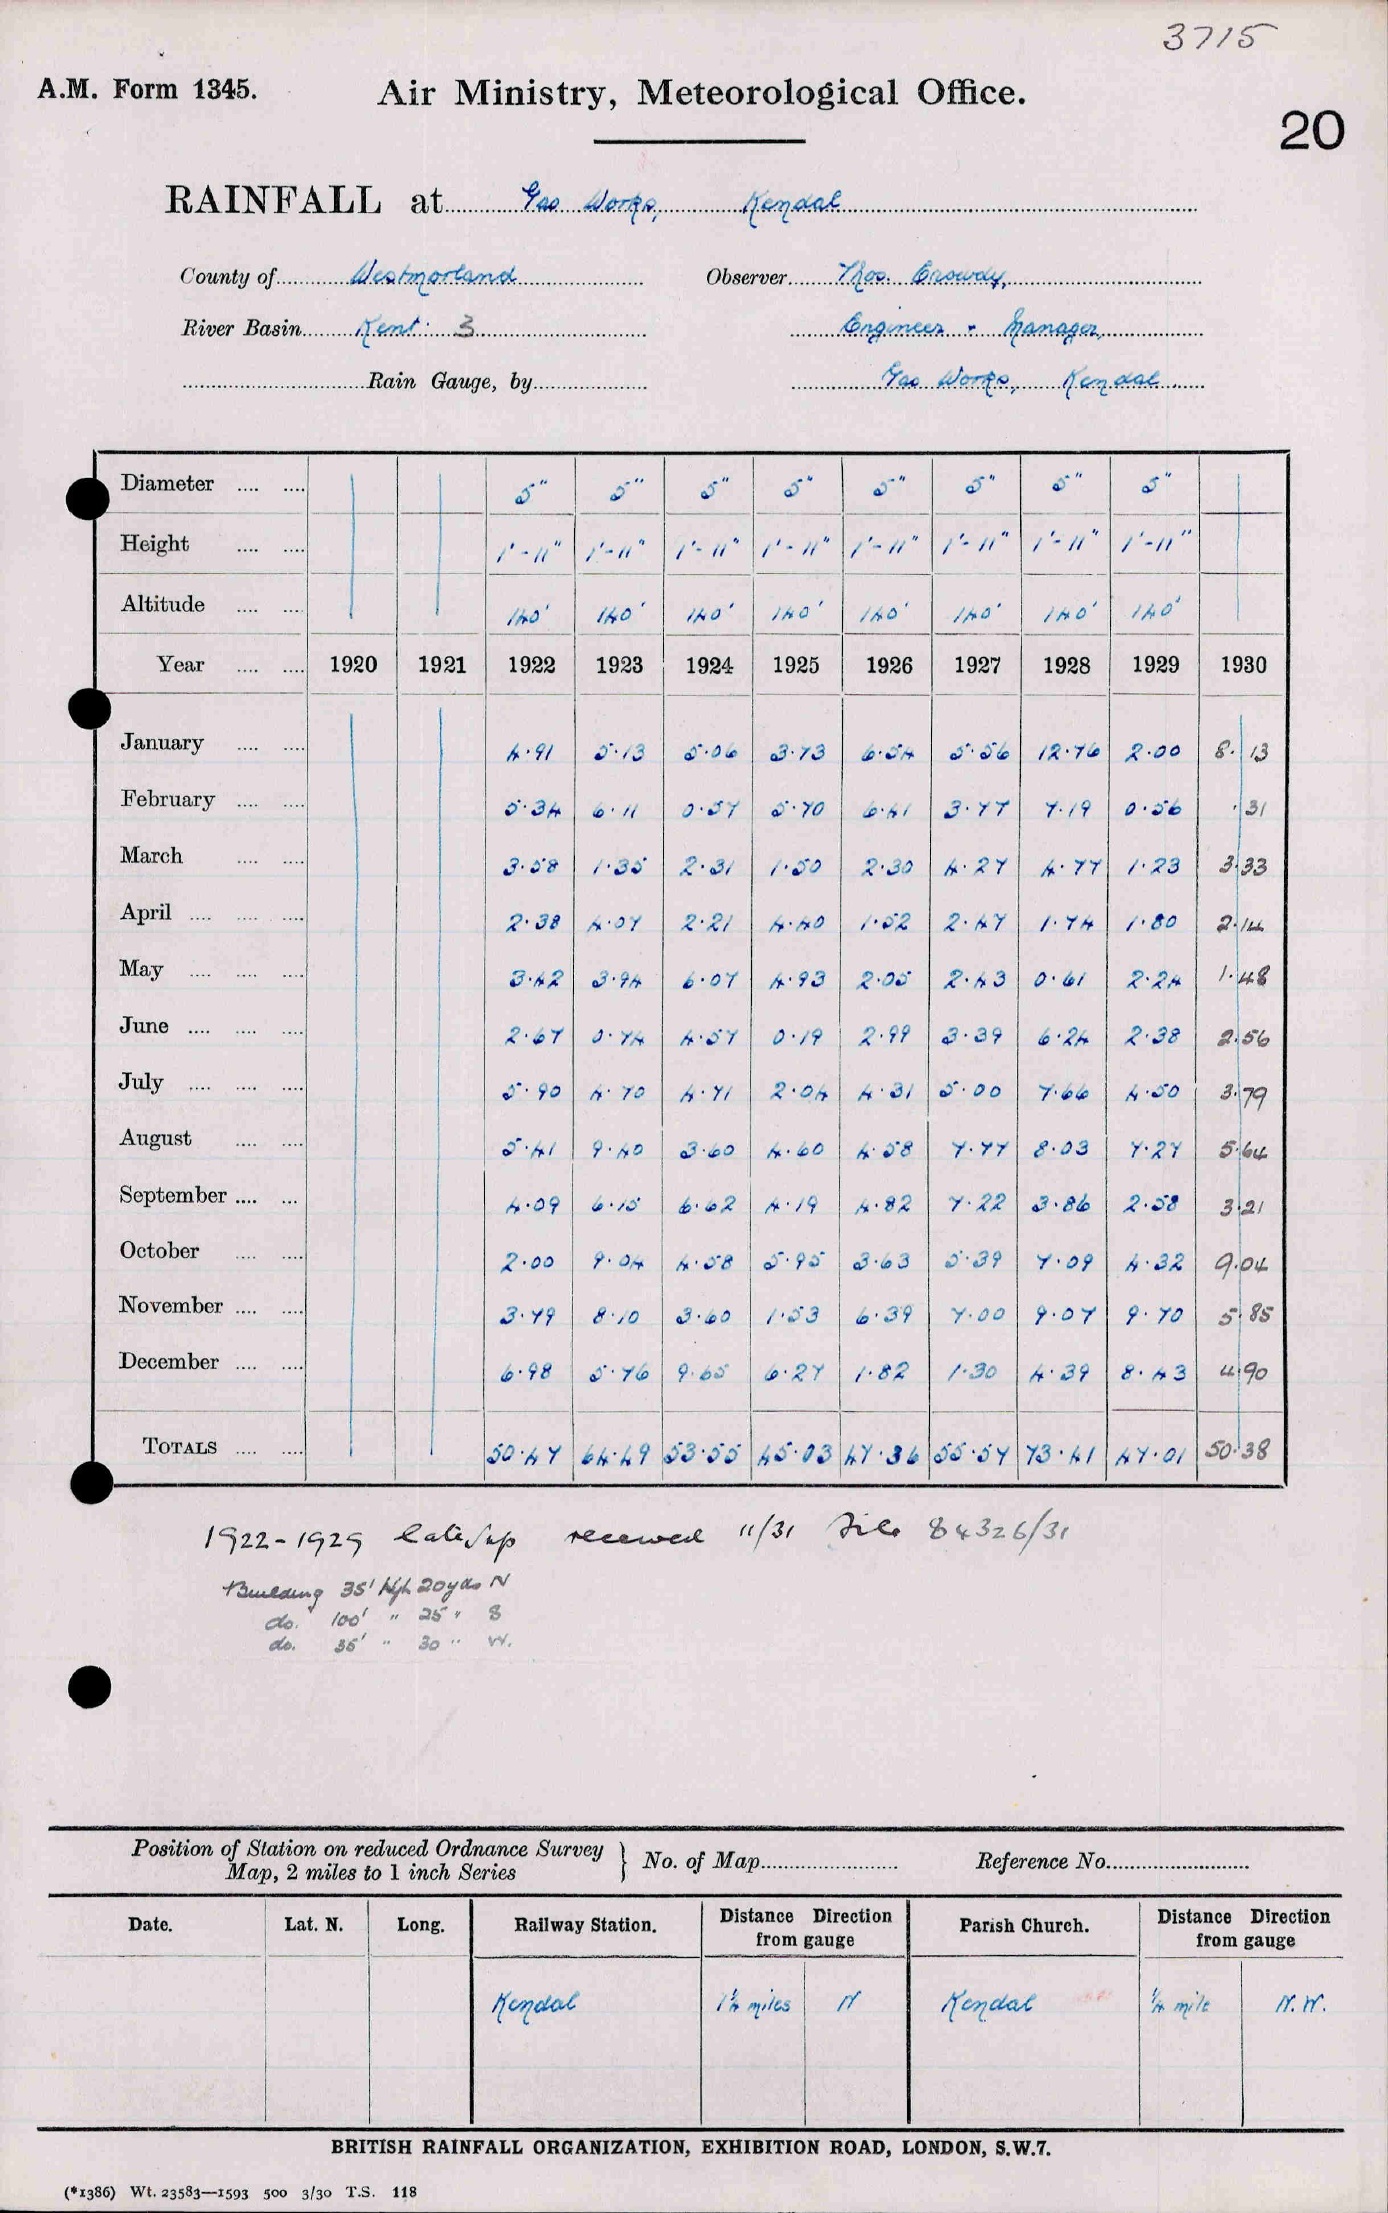 3715
A.M. Form 1345. Air Ministry, Meteorological Office.
20
RAINFALL at Gas Works, Kendal
County of Westmorland Observer Thos. Crowdy,
River Basin Kent 3 Engineer & Manager,
Rain Gauge, by Gas Works, Kendal
Diameter 5" 5" 5" 5" 5" 5" 5" 5"
Height 1'-11" 1'-11" 1'-11" 1'-11" 1'-11" 1'-11" 1'-11" 1'-11"
Altitude 140' 140' 140' 140' 140' 140' 140' 140'
Year 1920 1921 1922 1923 1924 1925 1926 1927 1928 1929 1930
January 4.91 5.13 5.06 3.73 6.54 5.56 12.76 2.00 8.13
February 5.34 6.11 0.57 5.70 6.41 3.77 7.19 0.56 .31
March 3.58 1.35 2.31 1.50 2.30 4.27 4.77 1.23 3.33
April 2.38 4.07 2.21 4.40 1.52 2.47 1.74 1.80 2.14
May 3.42 3.94 6.07 4.93 2.05 2.43 0.61 2.24 1.48
June 2.67 0.74 4.57 0.19 2.99 3.39 6.24 2.38 2.56
July 5.90 4.70 4.71 2.04 4.31 5.00 7.66 4.50 3.79
August 5.41 9.40 3.60 4.60 4.58 7.77 8.03 7.27 5.64
September 4.09 6.15 6.62 4.19 4.82 7.22 3.86 2.58 3.21
October 2.00 9.04 4.58 5.95 3.63 5.39 7.09 4.32 9.04
November 3.79 8.10 3.60 1.53 6.39 7.00 9.07 9.70 5.85
December 6.98 5.76 9.65 6.27 1.82 1.30 4.39 8.43 4.90
TOTALS 50.47 64.49 53.55 45.03 47.36 55.57 73.41 47.01 50.38
1922-1929 received 11/31 File 84326/31
Building 35' high 20yds N
do. 100' " 25 " S
do. 35' " 30 " W.
Position of Station on reduced Ordnance Survey Map, 2 miles to 1 inch Series } No. of Map Reference No.
Date. Lat. N. Long. Railway Station. Distance Direction from gauge Parish Church. Distance Direction from gauge
Kendal 1¼ miles N Kendal ¼ mile N.W.
BRITISH RAINFALL ORGANIZATION, EXHIBITION ROAD, LONDON, S.W.7.
(*1386) Wt. 23583—1593 500 3/30 T.S. 118